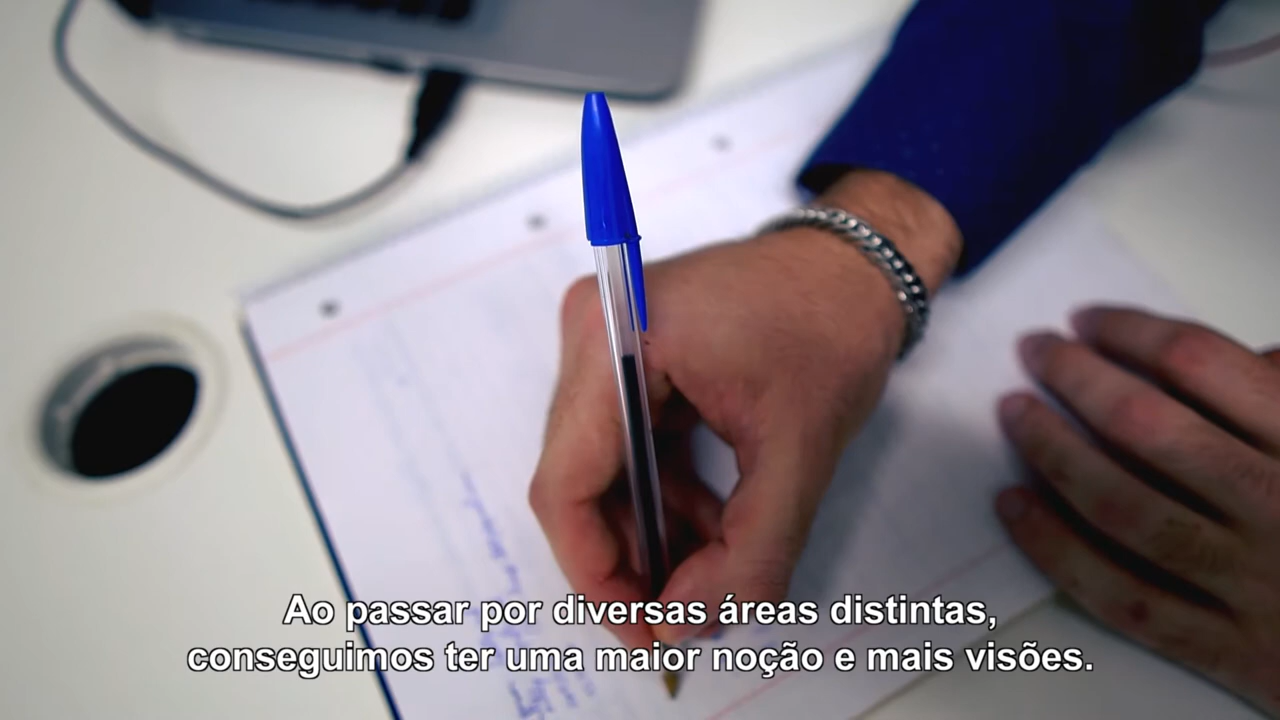 Ao passar por diversas áreas distintas,
conseguimos ter uma maior noção e mais visões.